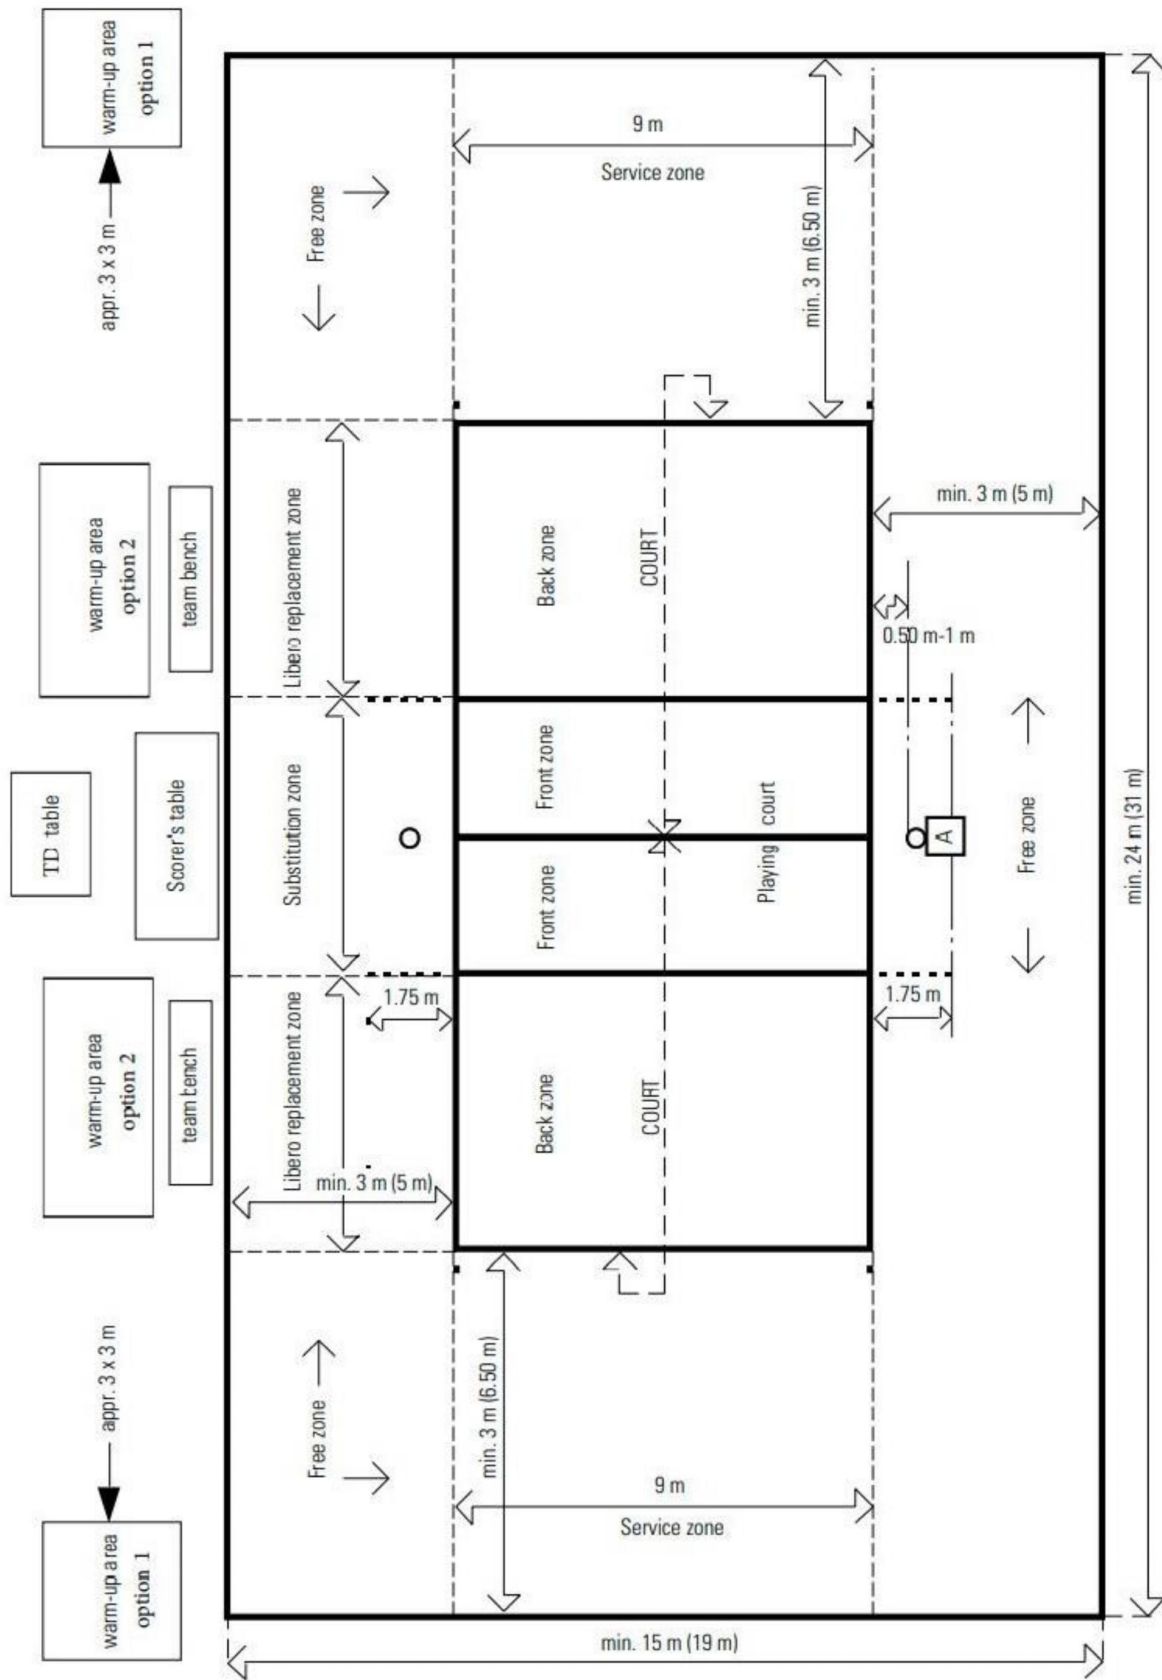 warm-up area
option 1
appr. 3 x 3 m
Free zone
9 m
Service zone
min. 3 m (6.50 m)
warm-up area
option 2
team bench
Libero replacement zone
Back zone
COURT
min. 3 m (5 m)
0.50 m-1 m
TD table
Scorer's table
Substitution zone
Front zone
Front zone
Playing court
A
Free zone
min. 24 m (31 m)
warm-up area
option 2
team bench
Libero replacement zone
1.75 m
1.75 m
min. 3 m (5 m)
Back zone
COURT
warm-up area
option 1
appr. 3 x 3 m
Free zone
min. 3 m (6.50 m)
9 m
Service zone
min. 15 m (19 m)